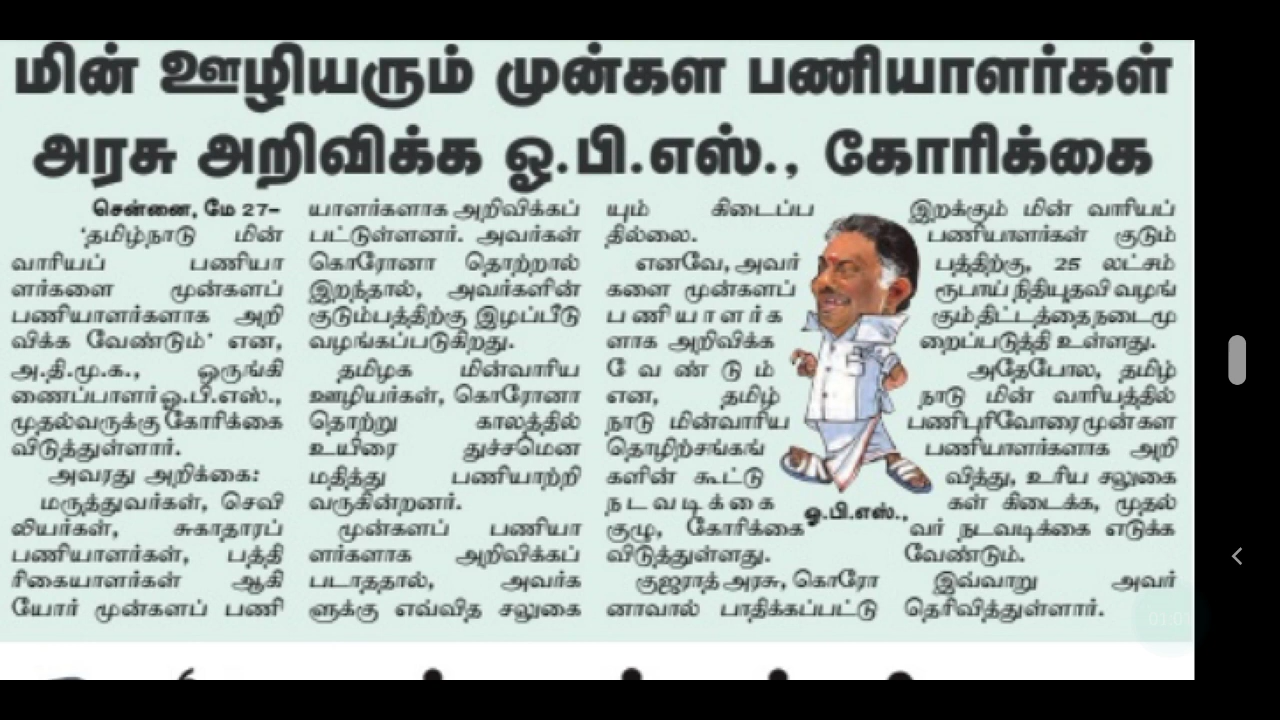 மின் ஊழியரும் முன்கள பணியாளர்கள்
அரசு அறிவிக்க ஓ.பி.எஸ்., கோரிக்கை
சென்னை, மே 27–
'தமிழ்நாடு மின்
வாரியப் பணியா
ளர்களை முன்களப்
பணியாளர்களாக அறி
விக்க வேண்டும்' என,
அ.தி.மு.க., ஒருங்கி
ணைப்பாளர் ஓ.பி.எஸ்.,
முதல்வருக்கு கோரிக்கை
விடுத்துள்ளார்.
அவரது அறிக்கை:
மருத்துவர்கள், செவி
லியர்கள், சுகாதாரப்
பணியாளர்கள், பத்தி
ரிகையாளர்கள் ஆகி
யோர் முன்களப் பணி
யாளர்களாக அறிவிக்கப்
பட்டுள்ளனர். அவர்கள்
கொரோனா தொற்றால்
இறந்தால், அவர்களின்
குடும்பத்திற்கு இழப்பீடு
வழங்கப்படுகிறது.
தமிழக மின்வாரிய
ஊழியர்கள், கொரோனா
தொற்று காலத்தில்
உயிரை துச்சமென
மதித்து பணியாற்றி
வருகின்றனர்.
முன்களப் பணியா
ளர்களாக அறிவிக்கப்
படாததால், அவர்க
ளுக்கு எவ்வித சலுகை
யும் கிடைப்ப
தில்லை.
எனவே, அவர்
களை முன்களப்
பணியாளர்க
ளாக அறிவிக்க
வேண்டும்
என, தமிழ்
நாடு மின்வாரிய
தொழிற்சங்கங்
களின் கூட்டு
நடவடிக்கை
குழு, கோரிக்கை
விடுத்துள்ளது.
குஜராத் அரசு, கொரோ
னாவால் பாதிக்கப்பட்டு
ஓ.பி.எஸ்.,
இறக்கும் மின் வாரியப்
பணியாளர்கள் குடும்
பத்திற்கு, 25 லட்சம்
ரூபாய் நிதியுதவி வழங்
கும் திட்டத்தை நடைமு
றைப்படுத்தி உள்ளது.
அதேபோல, தமிழ்
நாடு மின் வாரியத்தில்
பணிபுரிவோரை முன்கள
பணியாளர்களாக அறி
வித்து, உரிய சலுகை
கள் கிடைக்க, முதல்
வர் நடவடிக்கை எடுக்க
வேண்டும்.
இவ்வாறு அவர்
தெரிவித்துள்ளார்.
01:01